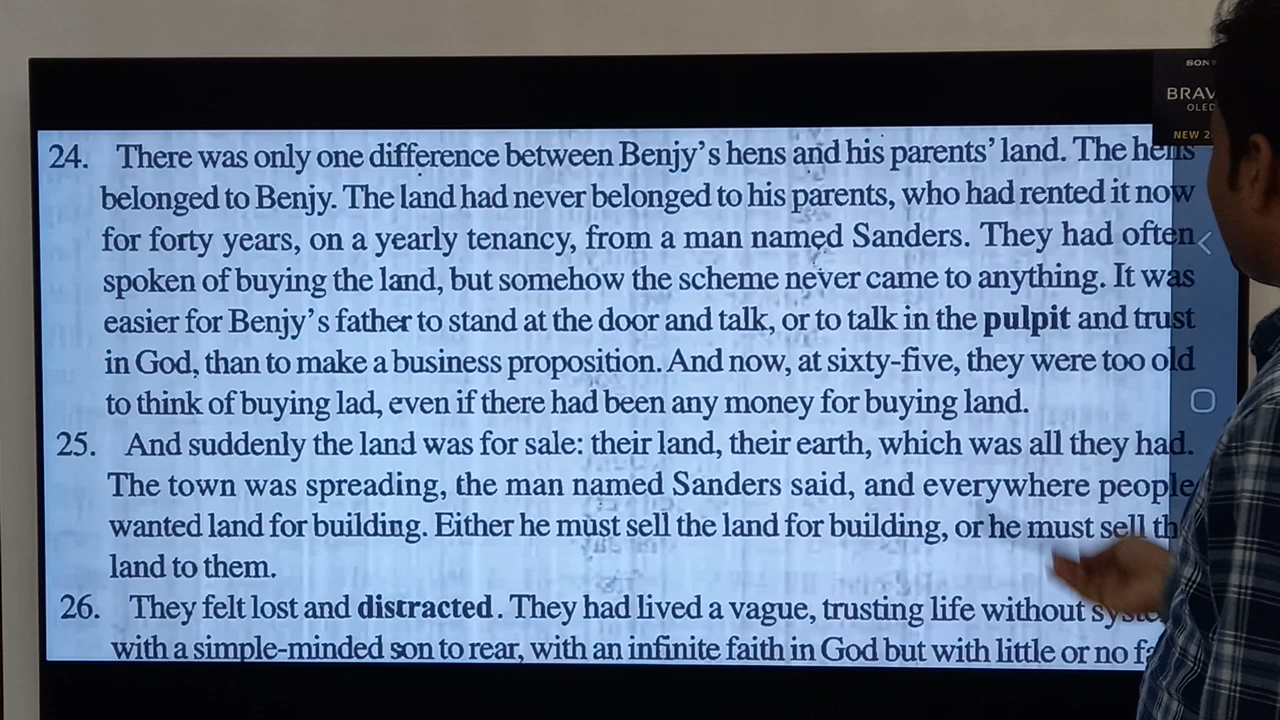 SONY
BRAV
OLED
NEW 2
24. There was only one difference between Benjy's hens and his parents' land. The hens
belonged to Benjy. The land had never belonged to his parents, who had rented it now
for forty years, on a yearly tenancy, from a man named Sanders. They had often
spoken of buying the land, but somehow the scheme never came to anything. It was
easier for Benjy's father to stand at the door and talk, or to talk in the pulpit and trust
in God, than to make a business proposition. And now, at sixty-five, they were too old
to think of buying lad, even if there had been any money for buying land.
25. And suddenly the land was for sale: their land, their earth, which was all they had.
The town was spreading, the man named Sanders said, and everywhere people
wanted land for building. Either he must sell the land for building, or he must sell th
land to them.
26. They felt lost and distracted. They had lived a vague, trusting life without
with a simple-minded son to rear, with an infinite faith in God but with little or no